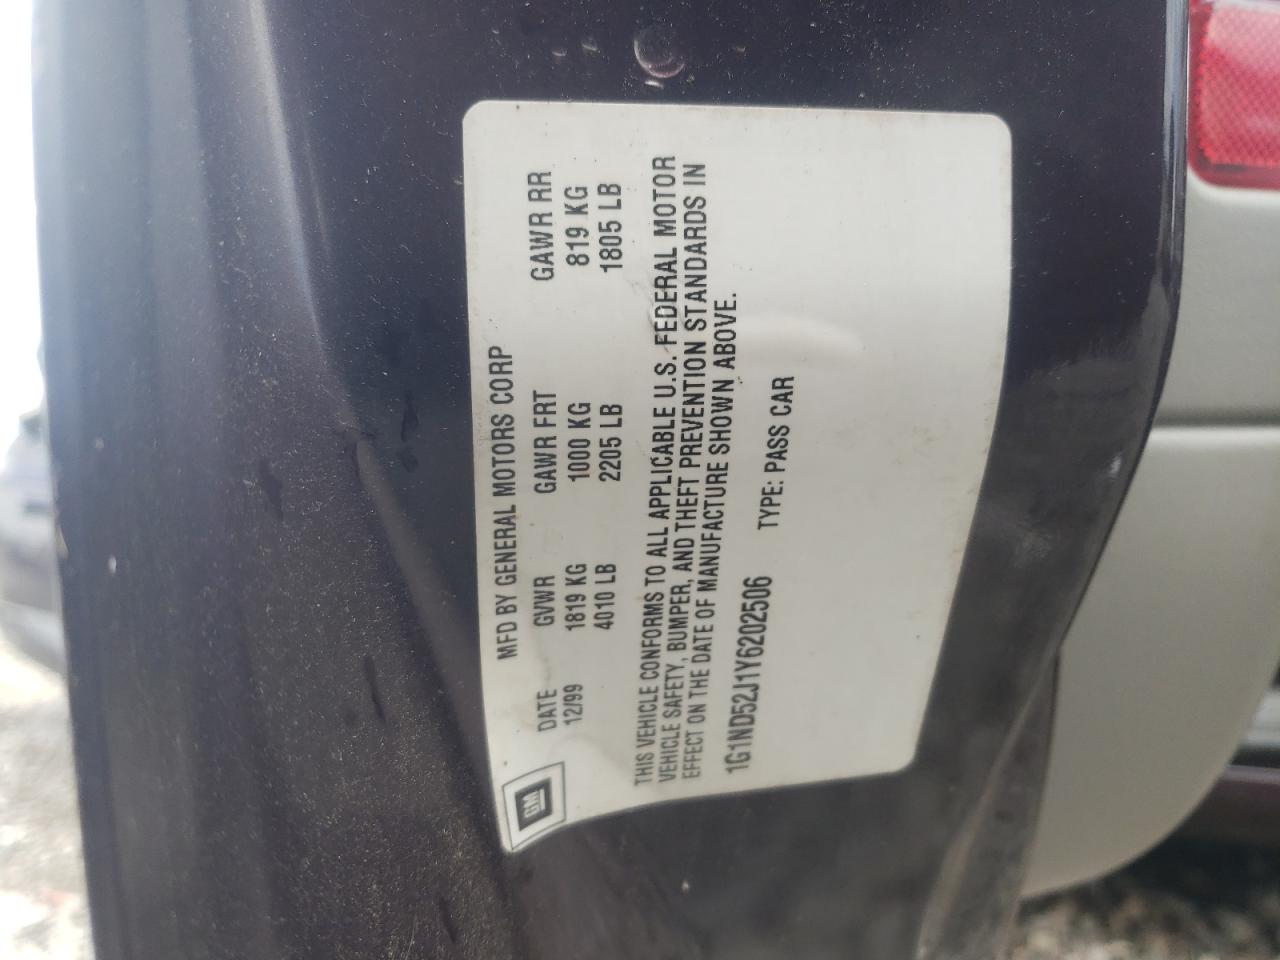 GM
MFD BY GENERAL MOTORS CORP
DATE GVWR GAWR FRT GAWR RR
12/99 1819 KG 1000 KG 819 KG
4010 LB 2205 LB 1805 LB
THIS VEHICLE CONFORMS TO ALL APPLICABLE U.S. FEDERAL MOTOR
VEHICLE SAFETY, BUMPER, AND THEFT PREVENTION STANDARDS IN
EFFECT ON THE DATE OF MANUFACTURE SHOWN ABOVE.
1G1ND52J1Y6202506 TYPE: PASS CAR